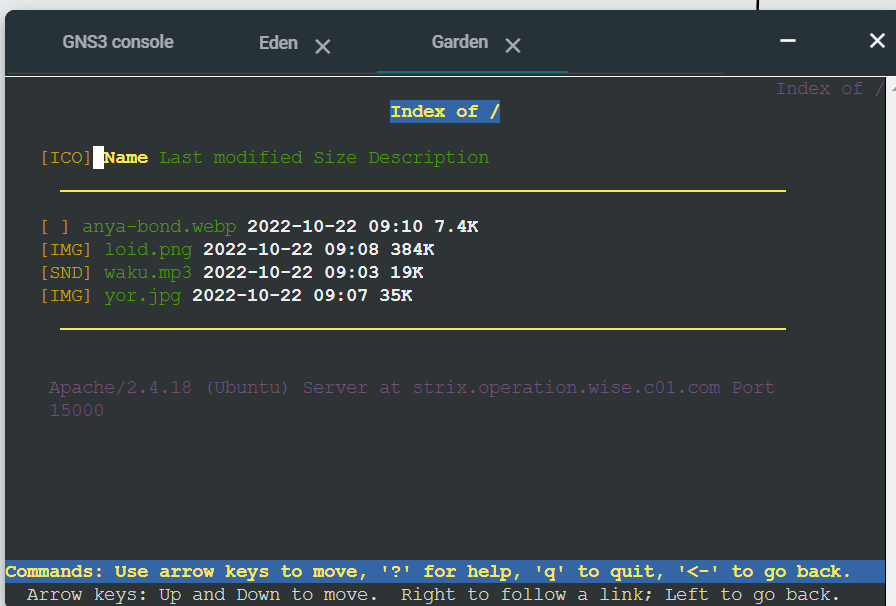 GNS3 console Eden Garden
Index of /
Index of /
[ICO] Name Last modified Size Description
[ ] anya-bond.webp 2022-10-22 09:10 7.4K
[IMG] loid.png 2022-10-22 09:08 384K
[SND] waku.mp3 2022-10-22 09:03 19K
[IMG] yor.jpg 2022-10-22 09:07 35K
Apache/2.4.18 (Ubuntu) Server at strix.operation.wise.c01.com Port
15000
Commands: Use arrow keys to move, '?' for help, 'q' to quit, '<-' to go back.
Arrow keys: Up and Down to move. Right to follow a link; Left to go back.